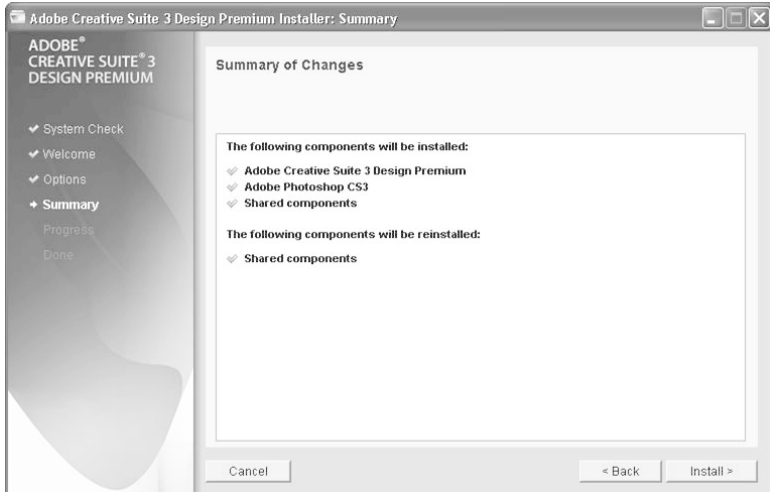 Adobe Creative Suite 3 Design Premium Installer: Summary
ADOBE®
CREATIVE SUITE® 3
DESIGN PREMIUM
System Check
Welcome
Options
Summary
Progress
Done
Summary of Changes
The following components will be installed:
Adobe Creative Suite 3 Design Premium
Adobe Photoshop CS3
Shared components
The following components will be reinstalled:
Shared components
Cancel
< Back
Install >